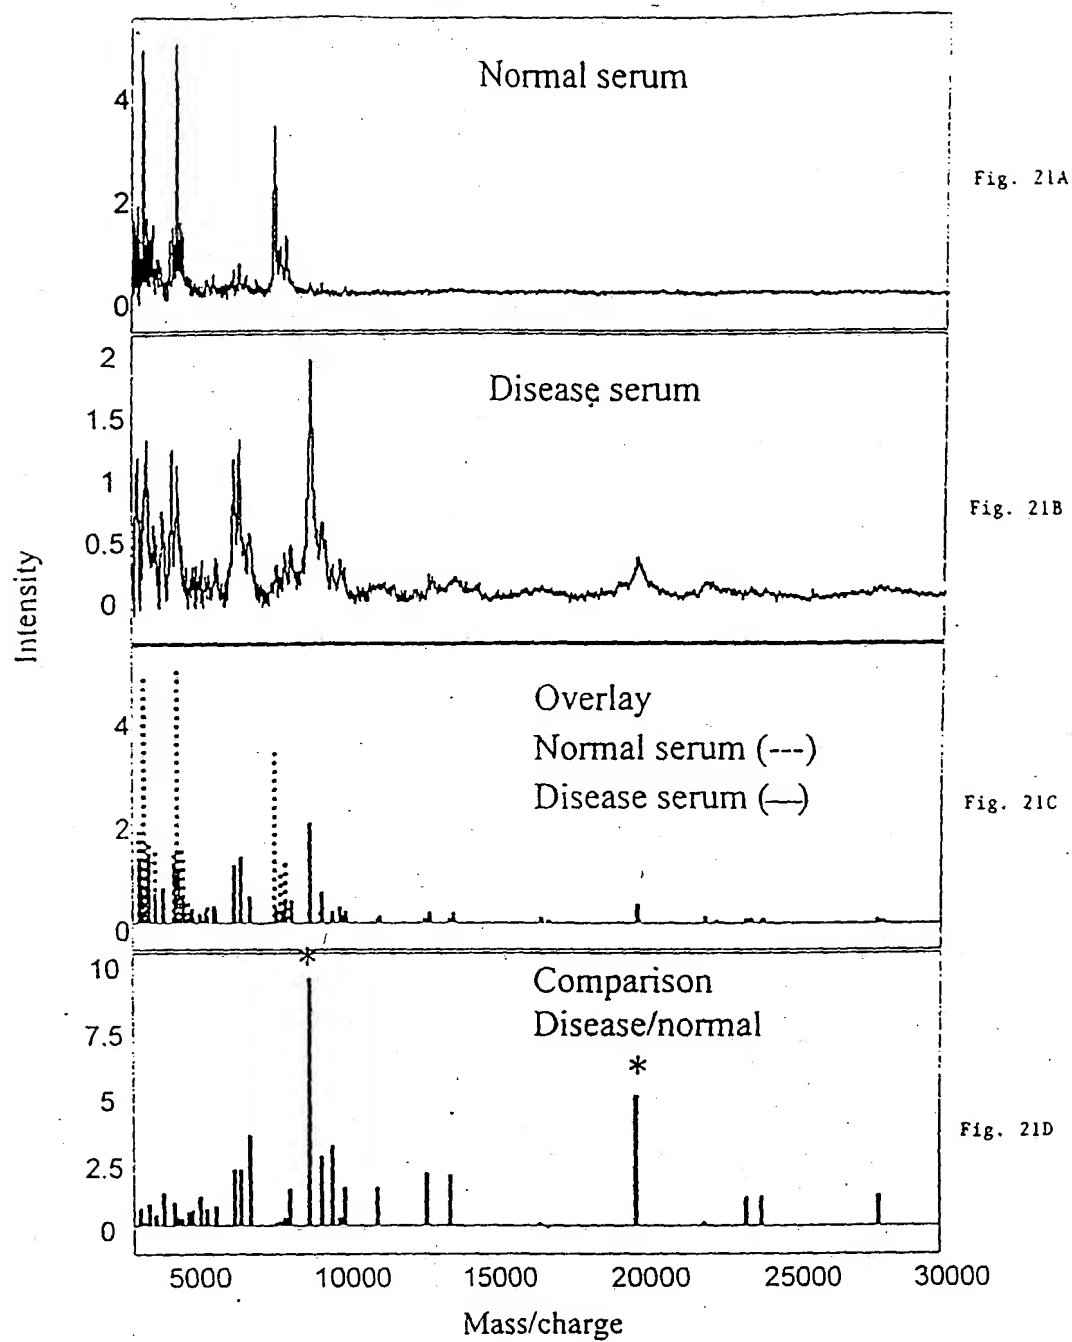 Normal serum
4
2
0
Fig. 21A
Disease serum
2
1.5
1
0.5
0
Fig. 21B
Intensity
Overlay
Normal serum (---)
Disease serum (—)
4
2
0
Fig. 21C
*
Comparison
Disease/normal
*
10
7.5
5
2.5
0
Fig. 21D
5000 10000 15000 20000 25000 30000
Mass/charge